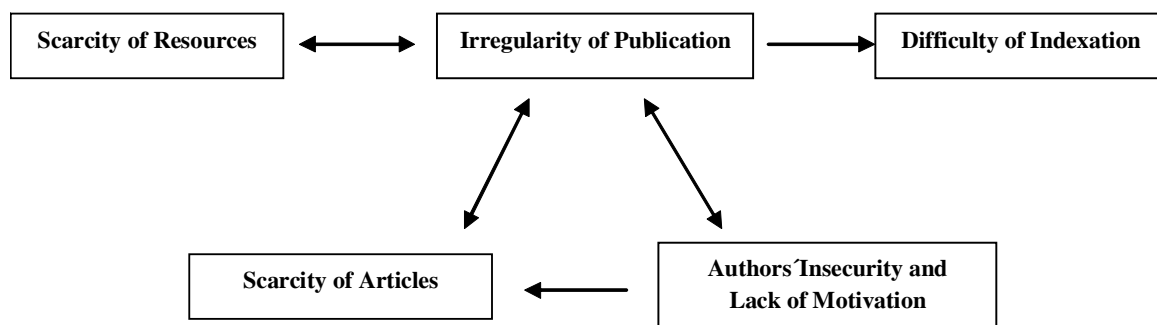 Scarcity of Resources
Irregularity of Publication
Difficulty of Indexation
Scarcity of Articles
Authors´Insecurity and
Lack of Motivation